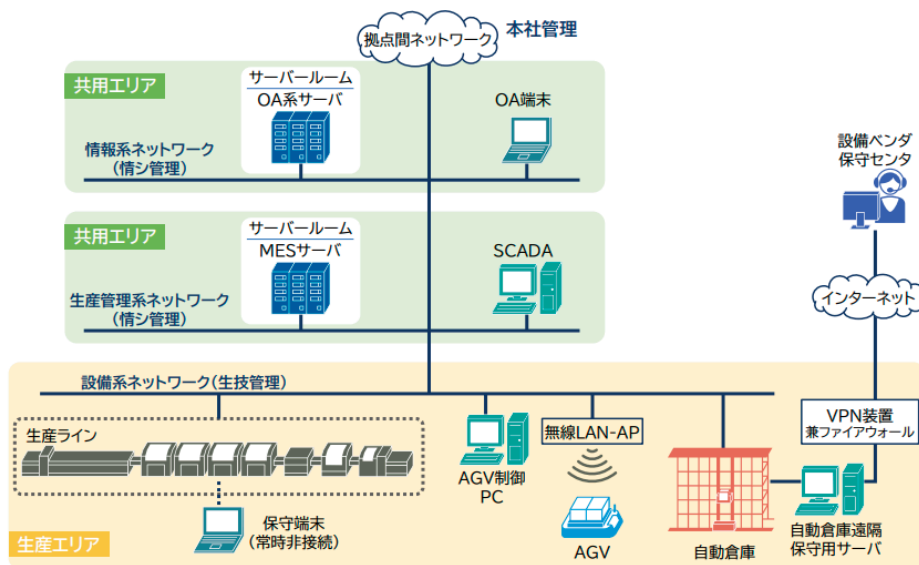 拠点間ネットワーク
本社管理
共用エリア
サーバールーム
OA系サーバ
OA端末
情報系ネットワーク
(情シ管理)
設備ベンダ
保守センタ
共用エリア
サーバールーム
MESサーバ
SCADA
生産管理系ネットワーク
(情シ管理)
インターネット
設備系ネットワーク(生技管理)
生産ライン
無線LAN-AP
VPN装置
兼ファイアウォール
AGV制御
PC
保守端末
(常時非接続)
AGV
自動倉庫
自動倉庫遠隔
保守用サーバ
生産エリア